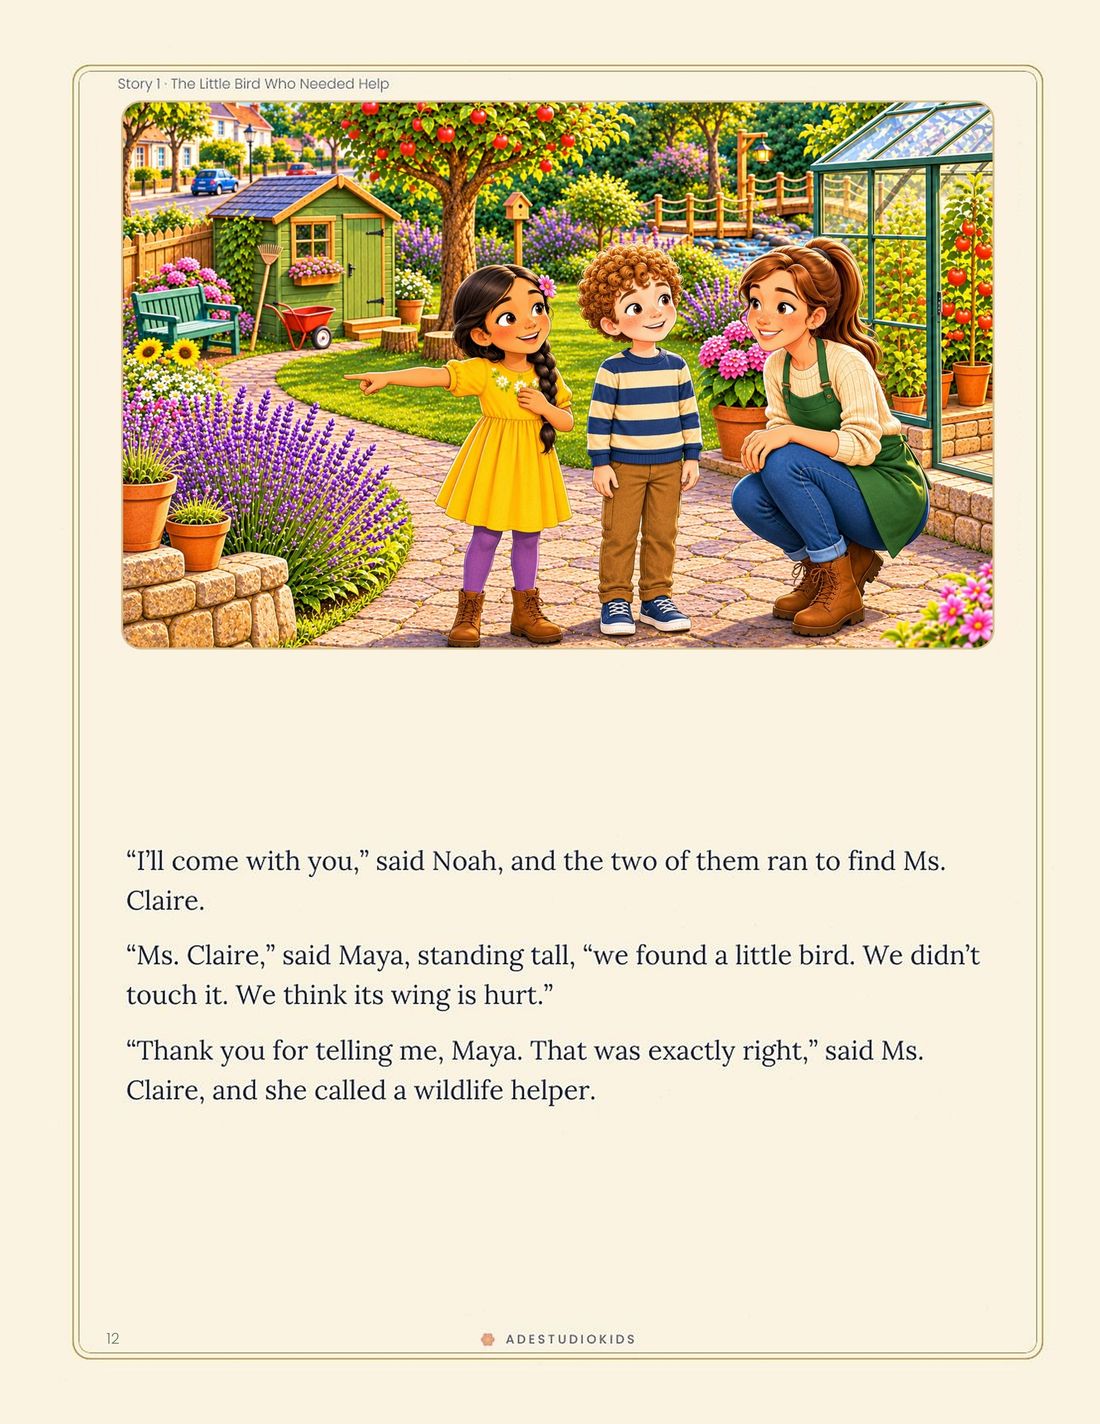 Story 1 · The Little Bird Who Needed Help
“I’ll come with you,” said Noah, and the two of them ran to find Ms.
Claire.
“Ms. Claire,” said Maya, standing tall, “we found a little bird. We didn’t
touch it. We think its wing is hurt.”
“Thank you for telling me, Maya. That was exactly right,” said Ms.
Claire, and she called a wildlife helper.
12
ADESTUDIOKIDS